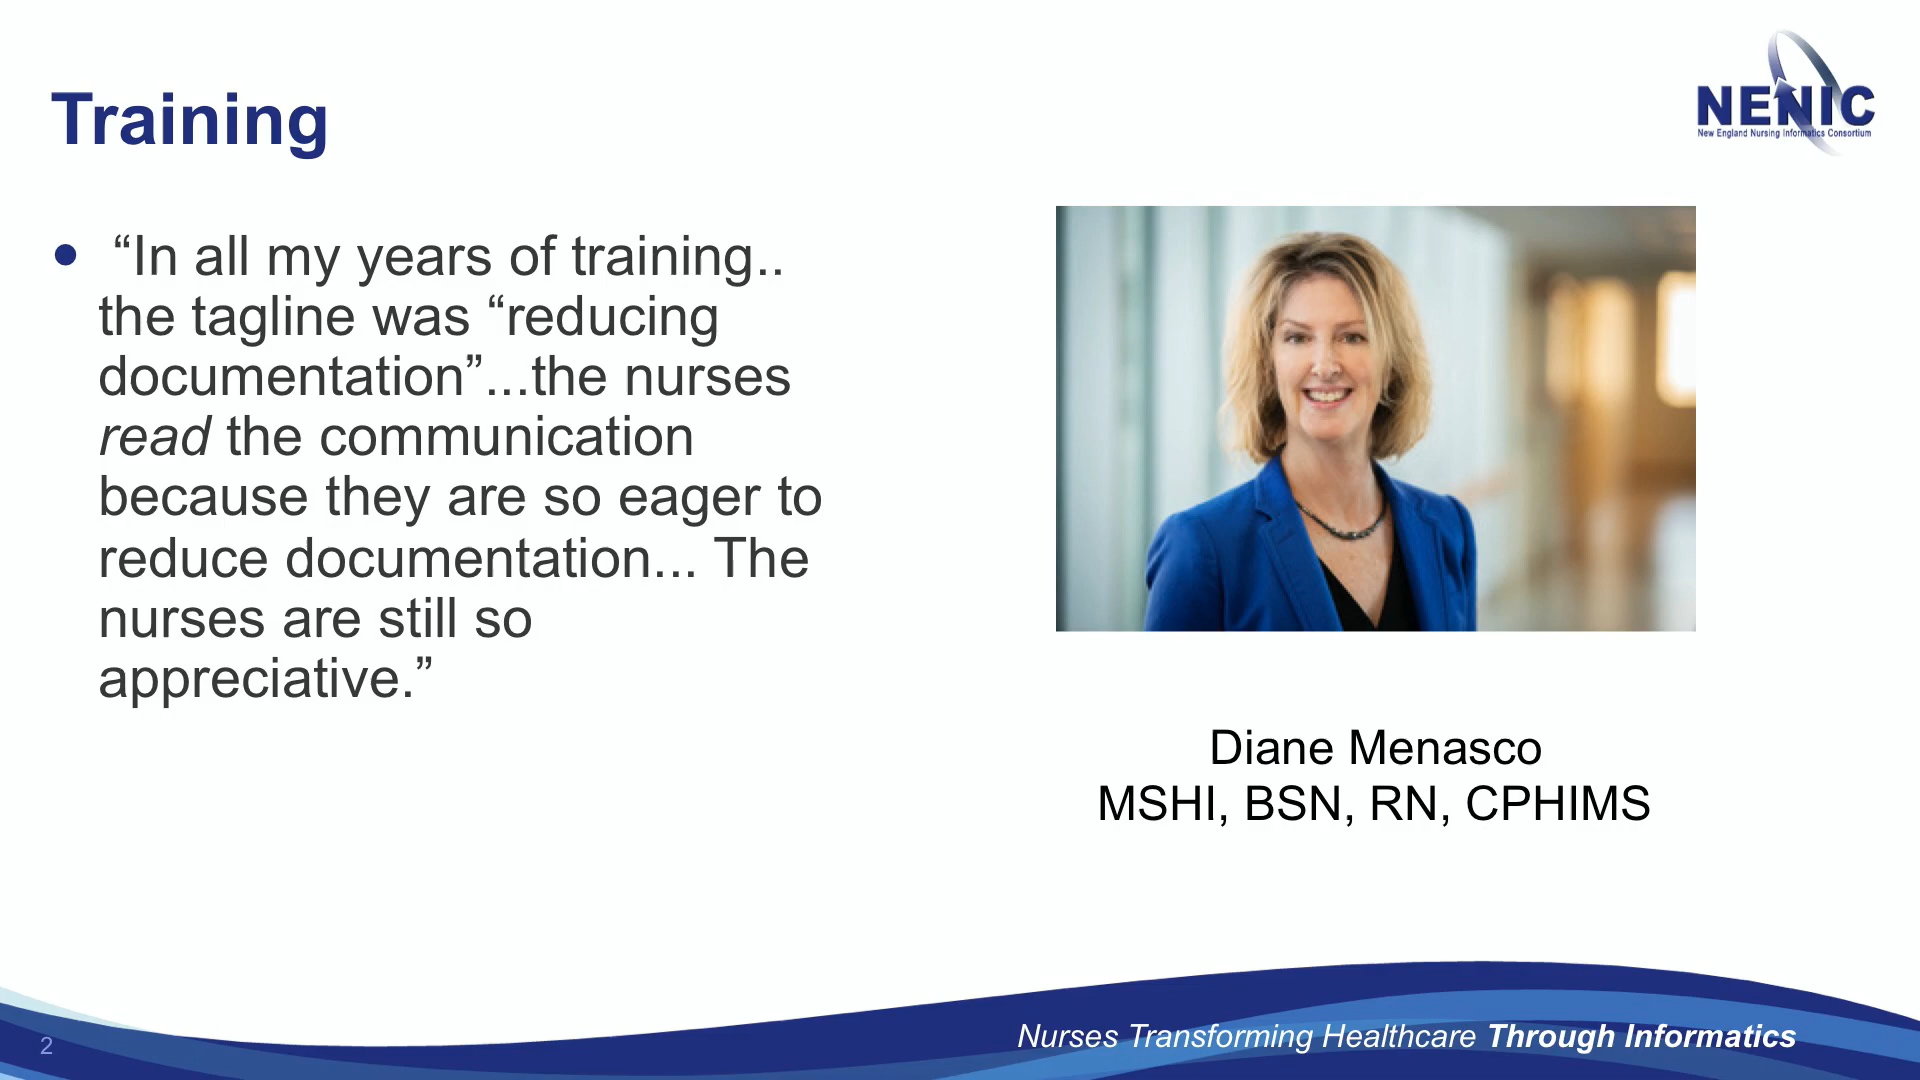 Training
NENIC
New England Nursing Informatics Consortium
• “In all my years of training..
the tagline was “reducing
documentation”...the nurses
read the communication
because they are so eager to
reduce documentation... The
nurses are still so
appreciative.”
Diane Menasco
MSHI, BSN, RN, CPHIMS
2
Nurses Transforming Healthcare Through Informatics